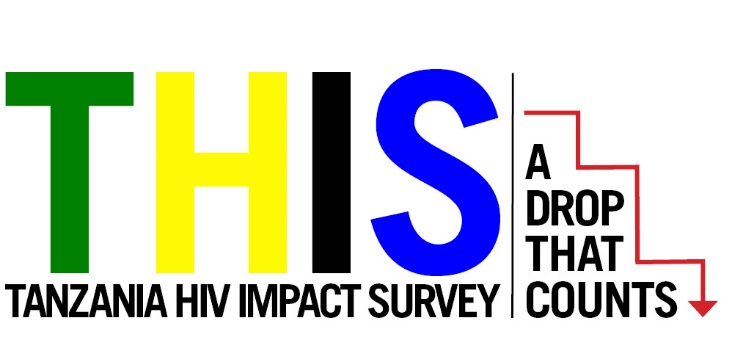 THIS
TANZANIA HIV IMPACT SURVEY
A
DROP
THAT
COUNTS